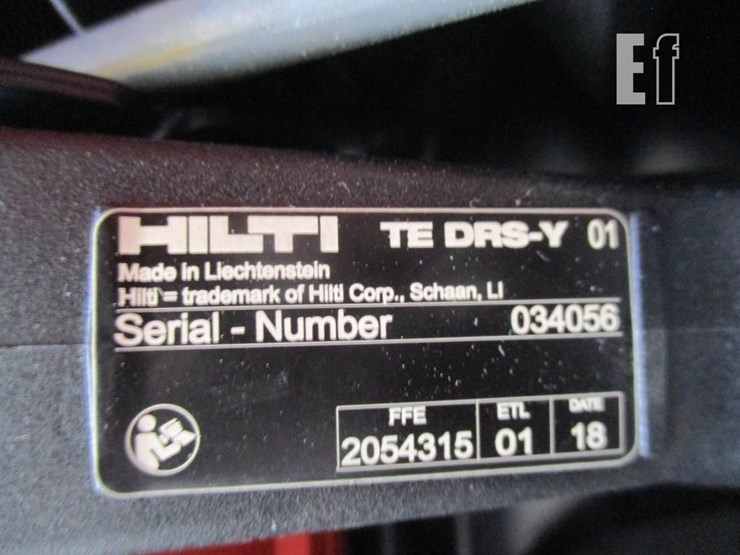 Ef
HILTI TE DRS-Y 01
Made in Liechtenstein
Hilti = trademark of Hilti Corp., Schaan, LI
Serial - Number 034056
FFE ETL DATE
2054315 01 18